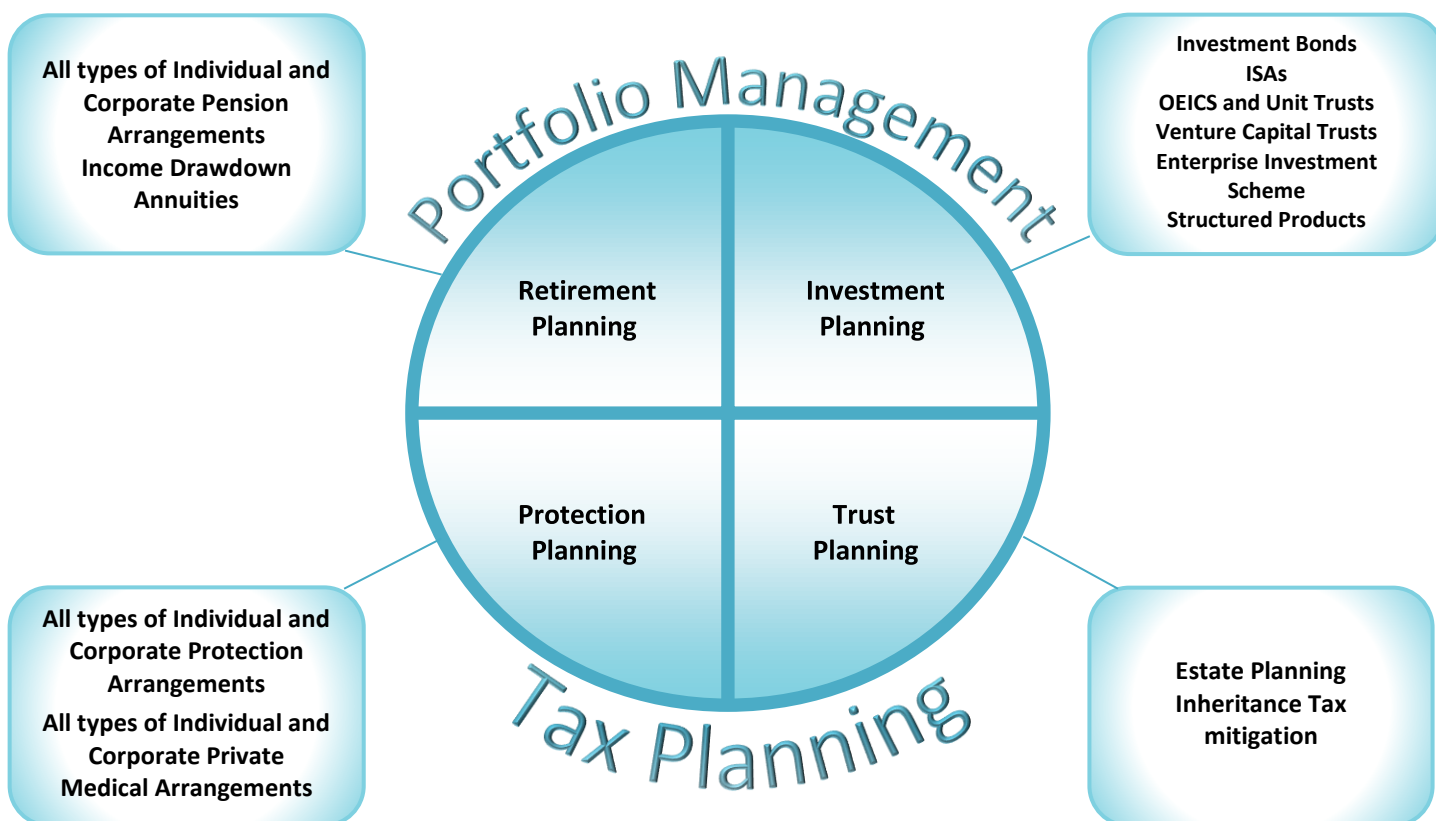 All types of Individual and
Corporate Pension
Arrangements
Income Drawdown
Annuities
Portfolio Management
Investment Bonds
ISAs
OEICS and Unit Trusts
Venture Capital Trusts
Enterprise Investment
Scheme
Structured Products
Retirement
Planning
Investment
Planning
Protection
Planning
Trust
Planning
All types of Individual and
Corporate Protection
Arrangements
All types of Individual and
Corporate Private
Medical Arrangements
Tax Planning
Estate Planning
Inheritance Tax
mitigation